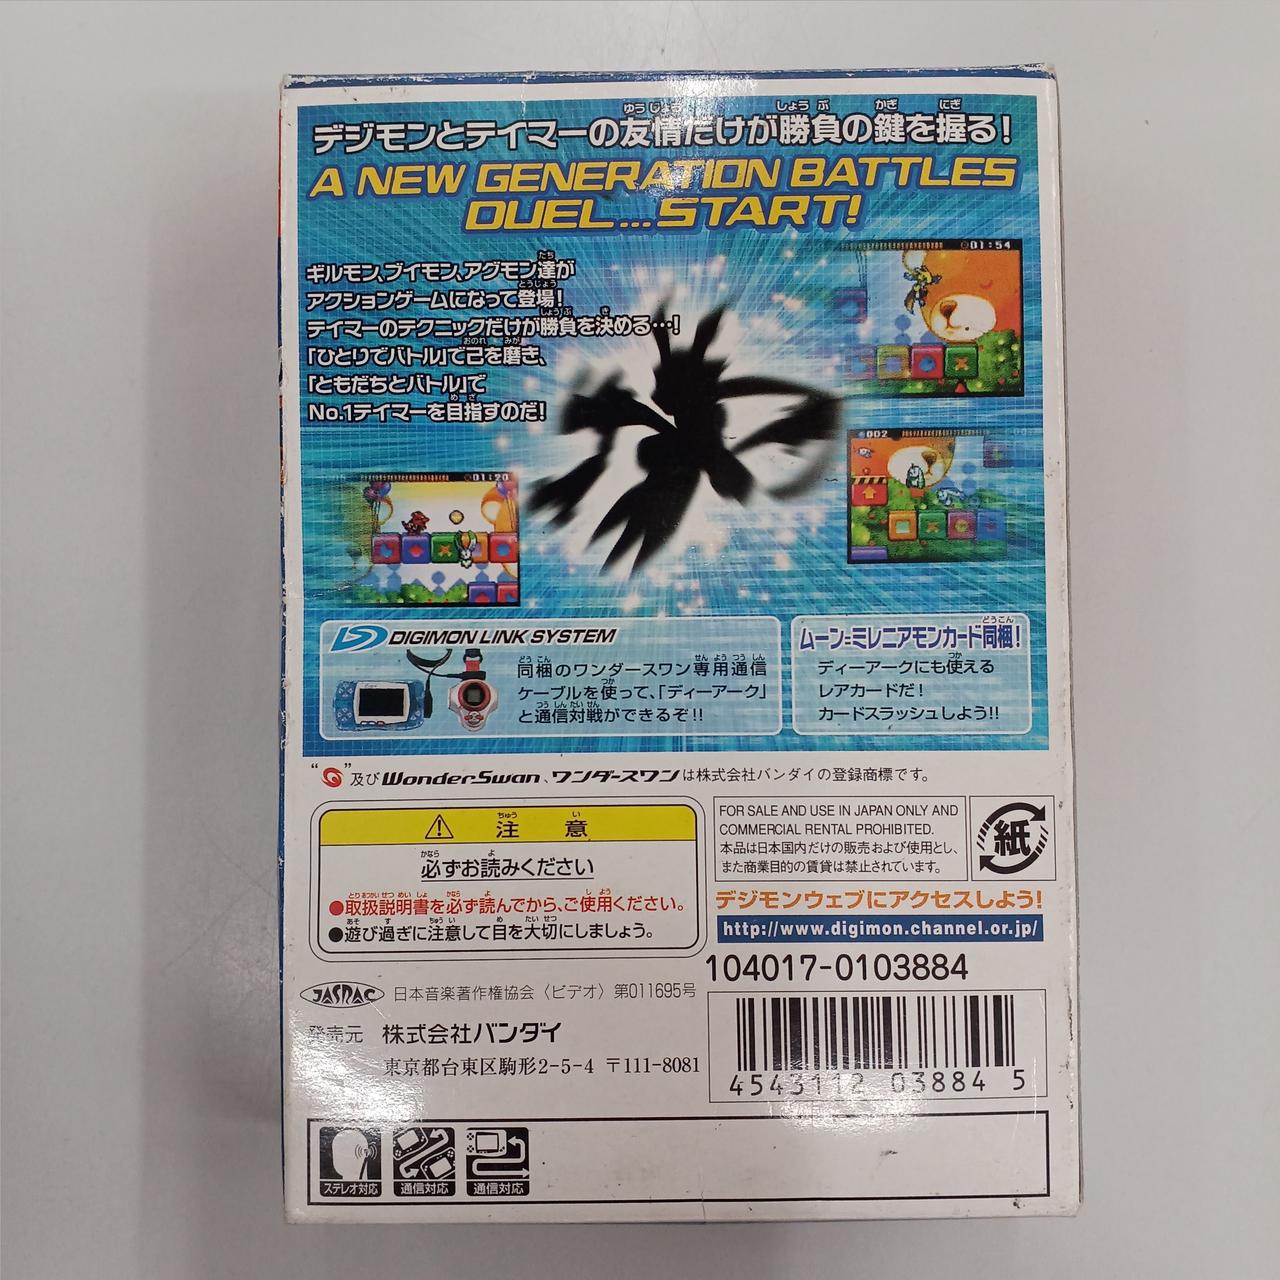 デジモンとテイマーの友情だけが勝負の鍵を握る!
A NEW GENERATION BATTLES
DUEL...START!
ギルモン、ブイモン、アグモン達が
アクションゲームになって登場!
テイマーのテクニックだけが勝負を決める…!
「ひとりでバトル」で己を磨き、
「ともだちとバトル」で
No.1テイマーを目指すのだ!
01:54
002
01:20
DIGIMON LINK SYSTEM
同梱のワンダースワン専用通信
ケーブルを使って、「ディーアーク」
と通信対戦ができるぞ!!
ムーン=ミレニアモンカード同梱!
ディーアークにも使える
レアカードだ!
カードスラッシュしよう!!
“ ”及びWonderSwan、ワンダースワンは株式会社バンダイの登録商標です。
注意
必ずお読みください
●取扱説明書を必ず読んでから、ご使用ください。
●遊び過ぎに注意して目を大切にしましょう。
FOR SALE AND USE IN JAPAN ONLY AND
COMMERCIAL RENTAL PROHIBITED.
本品は日本国内だけの販売および使用とし、
また商業目的の賃貸は禁止されています。
紙
デジモンウェブにアクセスしよう!
http://www.digimon.channel.or.jp/
104017-0103884
JASRAC 日本音楽著作権協会〈ビデオ〉第011695号
発売元 株式会社バンダイ
東京都台東区駒形2-5-4 〒111-8081
4543112 03884 5
ステレオ対応
通信対応
通信対応